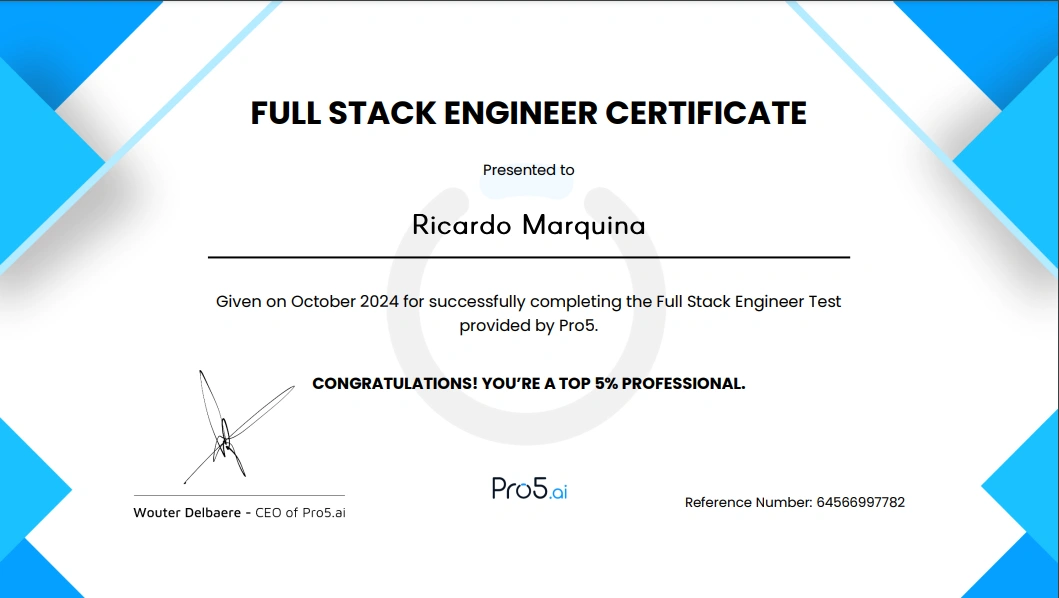 FULL STACK ENGINEER CERTIFICATE
Presented to
Ricardo Marquina
Given on October 2024 for successfully completing the Full Stack Engineer Test
provided by Pro5.
CONGRATULATIONS! YOU’RE A TOP 5% PROFESSIONAL.
Pro5.ai
Reference Number: 64566997782
Wouter Delbaere - CEO of Pro5.ai